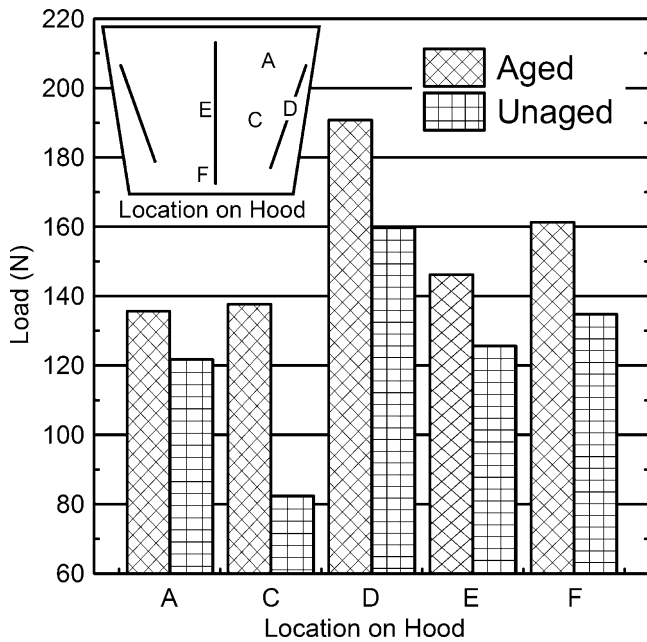 220
200
180
160
140
120
100
80
60
Load (N)
A
E
C
D
F
Location on Hood
Aged
Unaged
A C D E F
Location on Hood